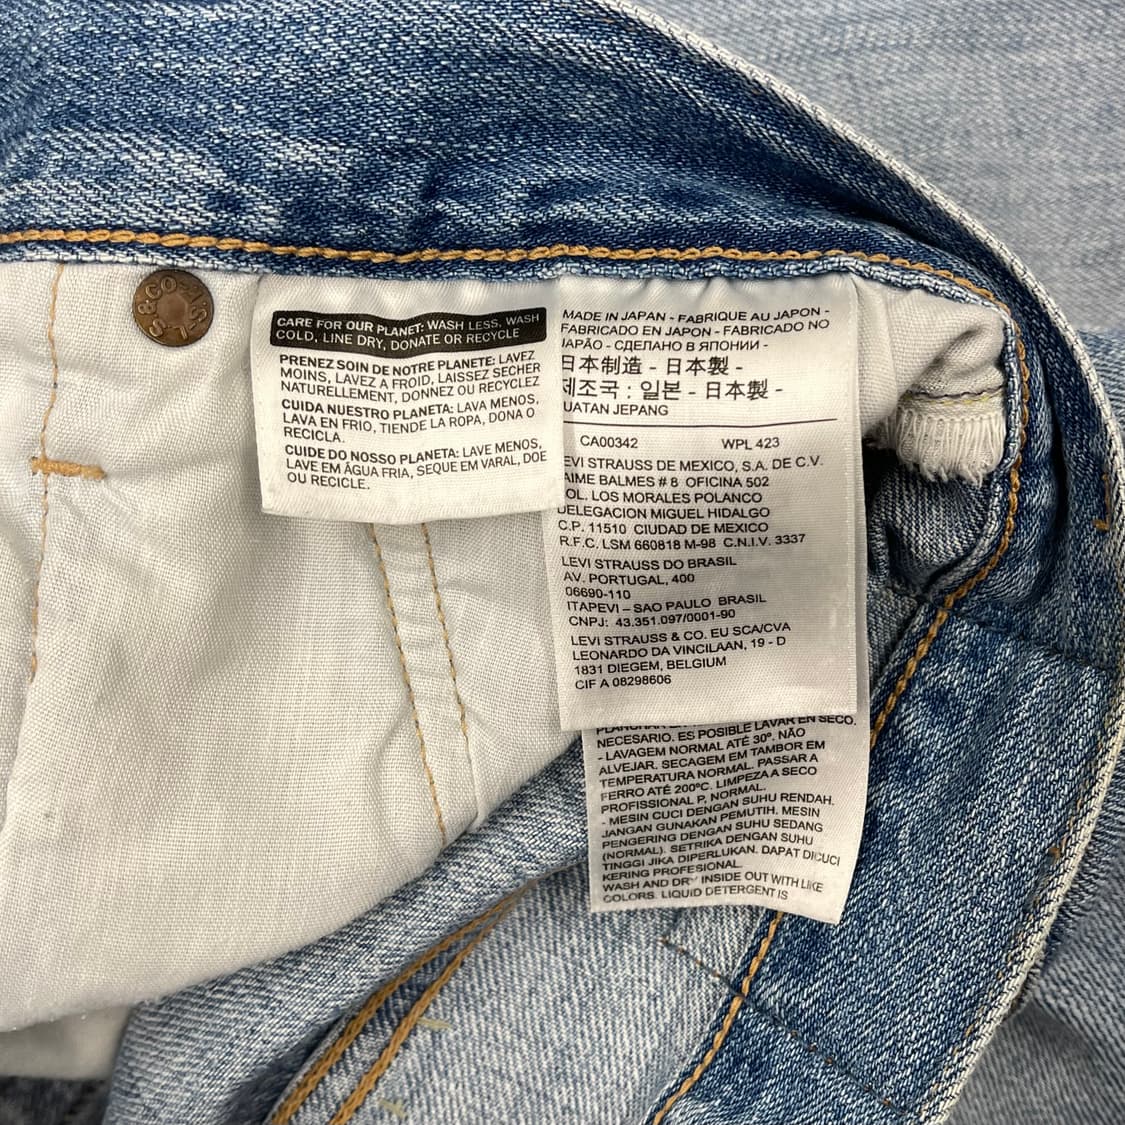 L.S.&CO.-L.S.
CARE FOR OUR PLANET: WASH LESS, WASH
COLD, LINE DRY, DONATE OR RECYCLE
PRENEZ SOIN DE NOTRE PLANETE: LAVEZ
MOINS, LAVEZ A FROID, LAISSEZ SECHER
NATURELLEMENT, DONNEZ OU RECYCLEZ
CUIDA NUESTRO PLANETA: LAVA MENOS,
LAVA EN FRIO, TIENDE LA ROPA, DONA O
RECICLA.
CUIDE DO NOSSO PLANETA: LAVE MENOS,
LAVE EM ÁGUA FRIA, SEQUE EM VARAL, DOE
OU RECICLE.
MADE IN JAPAN - FABRIQUE AU JAPON -
FABRICADO EN JAPON - FABRICADO NO
JAPÃO - СДЕЛАНО В ЯПОНИИ -
日本制造 - 日本製 -
제조국 : 일본 - 日本製 -
UATAN JEPANG
CA00342 WPL 423
EVI STRAUSS DE MEXICO, S.A. DE C.V.
AIME BALMES # 8 OFICINA 502
OL. LOS MORALES POLANCO
DELEGACION MIGUEL HIDALGO
C.P. 11510 CIUDAD DE MEXICO
R.F.C. LSM 660818 M-98 C.N.I.V. 3337
LEVI STRAUSS DO BRASIL
AV. PORTUGAL, 400
06690-110
ITAPEVI – SAO PAULO BRASIL
CNPJ: 43.351.097/0001-90
LEVI STRAUSS & CO. EU SCA/CVA
LEONARDO DA VINCILAAN, 19 - D
1831 DIEGEM, BELGIUM
CIF A 08298606
NECESARIO. ES POSIBLE LAVAR EN SECO.
- LAVAGEM NORMAL ATÉ 30º. NÃO
ALVEJAR. SECAGEM EM TAMBOR EM
TEMPERATURA NORMAL. PASSAR A
FERRO ATÉ 200ºC. LIMPEZA A SECO
PROFISSIONAL P, NORMAL.
- MESIN CUCI DENGAN SUHU RENDAH.
JANGAN GUNAKAN PEMUTIH. MESIN
PENGERING DENGAN SUHU SEDANG
(NORMAL). SETRIKA DENGAN SUHU
TINGGI JIKA DIPERLUKAN. DAPAT DICUCI
KERING PROFESIONAL.
WASH AND DRY INSIDE OUT WITH LIKE
COLORS. LIQUID DETERGENT IS